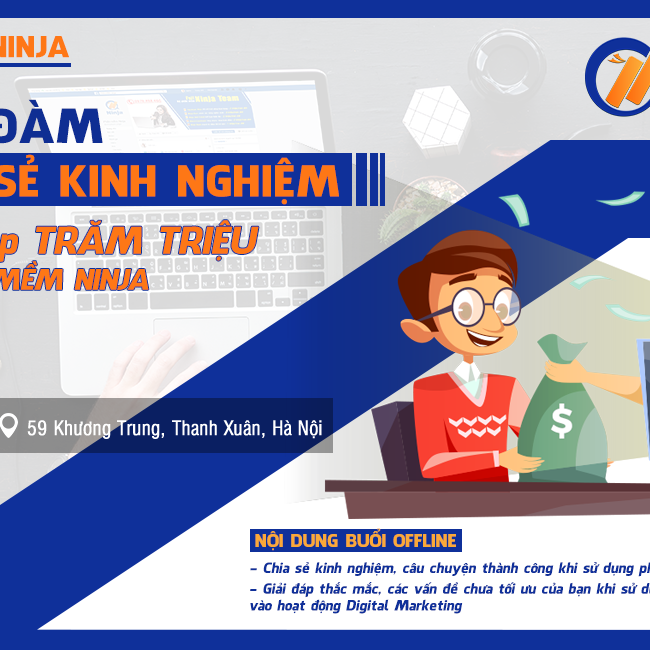 NINJA
ĐÀM
SẺ KINH NGHIỆM
p TRĂM TRIỆU
MỀM NINJA
59 Khương Trung, Thanh Xuân, Hà Nội
$
NỘI DUNG BUỔI OFFLINE
– Chia sẻ kinh nghiệm, câu chuyện thành công khi sử dụng ph
– Giải đáp thắc mắc, các vấn đề chưa tối ưu của bạn khi sử dụ
vào hoạt động Digital Marketing